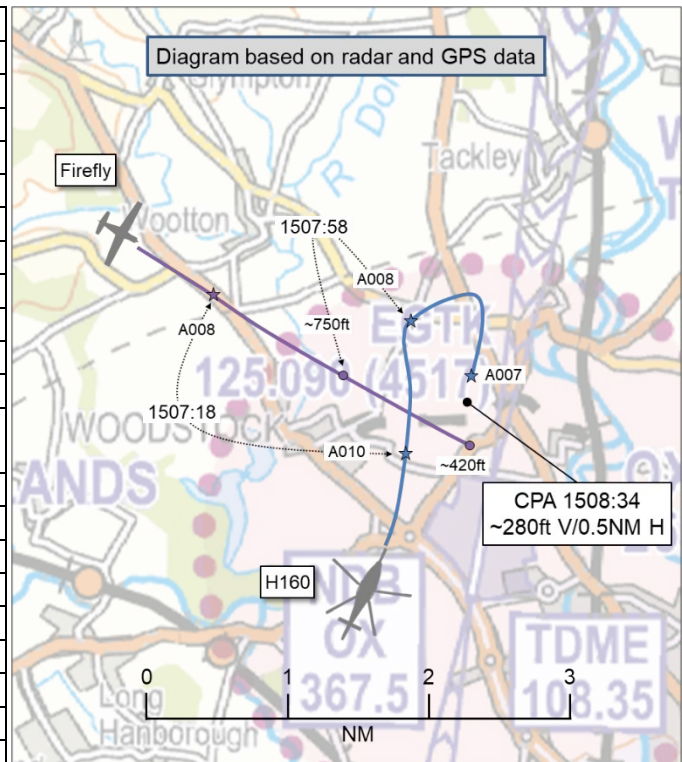 Diagram based on radar and GPS data
Tackley
Firefly
Wootton
1507:58
A008
A008
~750ft
EGTK
A007
125.090 (451
1507:18
WOODSTOCK
A010
~420ft
ANDS
CPA 1508:34
~280ft V/0.5NM H
H160
NDB
OX
367.5
TDME
108.35
0 1 2 3
NM
Long
Hanborough